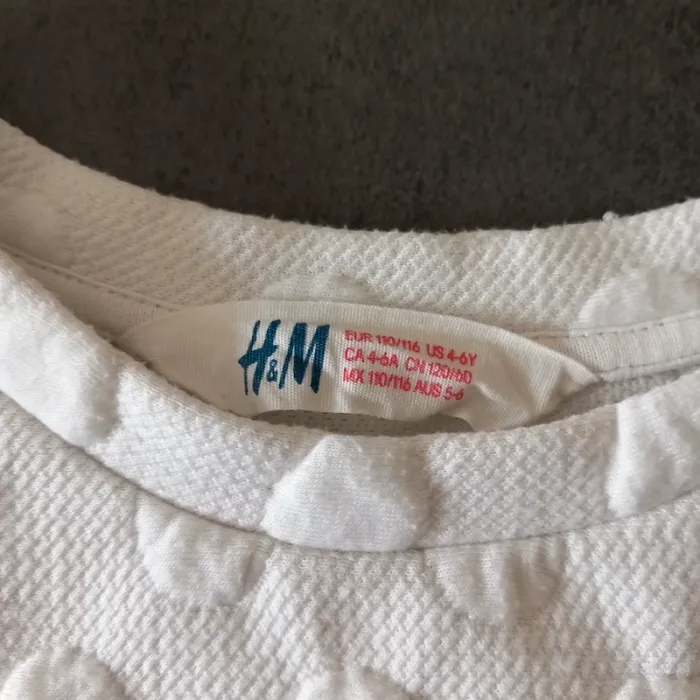 H&M
EUR 110/116 US 4-6Y
CA 4-6A CN 120/60
MX 110/116 AUS 5-6